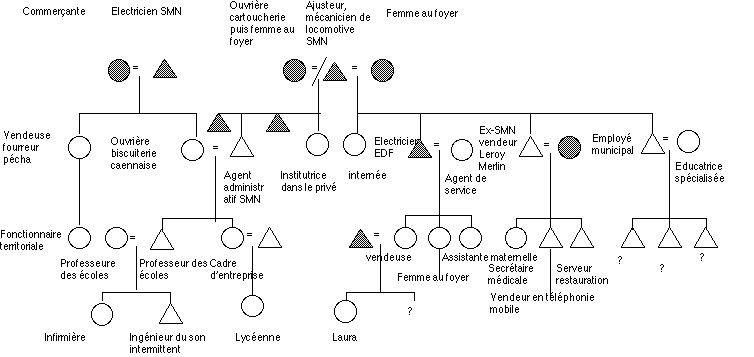 Commerçante
Electricien SMN
Ouvrière
cartoucherie
puis femme au
foyer
Ajusteur,
mécanicien de
locomotive
SMN
Femme au foyer
Vendeuse
fourreur
pécha
Ouvrière
biscuiterie
caennaise
Agent
administr
atif SMN
Institutrice
dans le privé
internée
Electricien
EDF
Agent de
service
Ex-SMN
vendeur
Leroy
Merlin
Employé
municipal
Educatrice
spécialisée
Fonctionnaire
territoriale
Professeure
des écoles
Professeur des
écoles
Cadre
d'entreprise
vendeuse
Femme au foyer
Assistante maternelle
Secrétaire
médicale
Vendeur en téléphonie
mobile
Serveur
restauration
?
?
?
Infirmière
Ingénieur du son
intermittent
Lycéenne
Laura
?